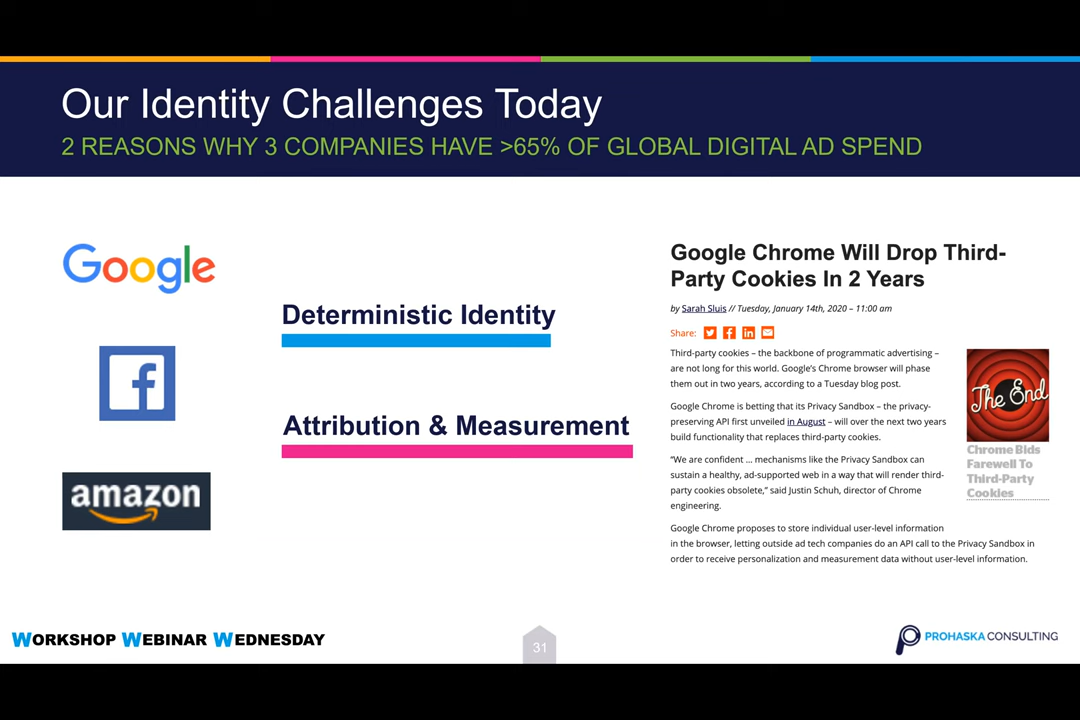 Our Identity Challenges Today
2 REASONS WHY 3 COMPANIES HAVE >65% OF GLOBAL DIGITAL AD SPEND
Google
f
amazon
Deterministic Identity
Attribution & Measurement
Google Chrome Will Drop Third-
Party Cookies In 2 Years
by Sarah Sluis // Tuesday, January 14th, 2020 – 11:00 am
Share:
Third-party cookies – the backbone of programmatic advertising –
are not long for this world. Google's Chrome browser will phase
them out in two years, according to a Tuesday blog post.
Google Chrome is betting that its Privacy Sandbox – the privacy-
preserving API first unveiled in August – will over the next two years
build functionality that replaces third-party cookies.
"We are confident … mechanisms like the Privacy Sandbox can
sustain a healthy, ad-supported web in a way that will render third-
party cookies obsolete," said Justin Schuh, director of Chrome
engineering.
Google Chrome proposes to store individual user-level information
in the browser, letting outside ad tech companies do an API call to the Privacy Sandbox in
order to receive personalization and measurement data without user-level information.
The End
Chrome Bids
Farewell To
Third-Party
Cookies
WORKSHOP WEBINAR WEDNESDAY
31
PROHASKA CONSULTING